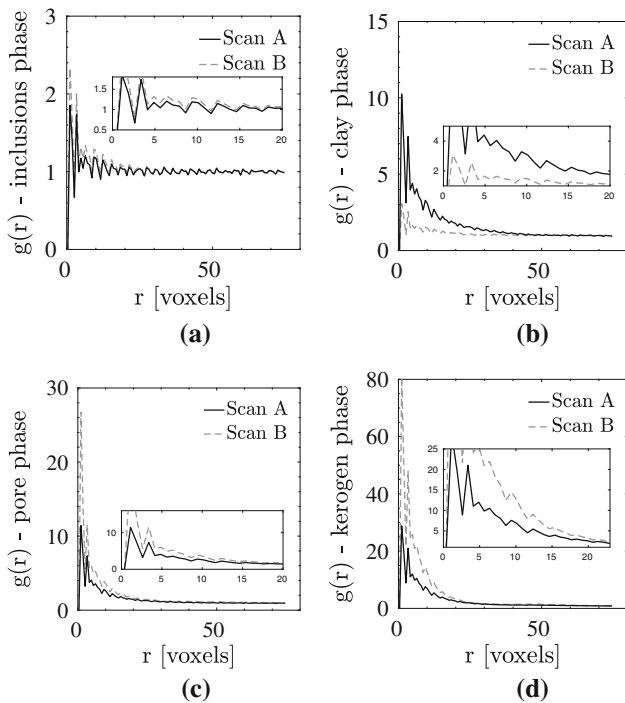 g(r) - inclusions phase
3
2
1
0
Scan A
Scan B
1.5
1
0.5
0 5 10 15 20
0 50
r [voxels]
(a)
g(r) - clay phase
15
10
5
0
Scan A
Scan B
4
2
0 5 10 15 20
0 50
r [voxels]
(b)
g(r) - pore phase
30
20
10
0
Scan A
Scan B
10
0
0 5 10 15 20
0 50
r [voxels]
(c)
g(r) - kerogen phase
80
60
40
20
0
Scan A
Scan B
25
20
15
10
5
0 5 10 15 20
0 50
r [voxels]
(d)